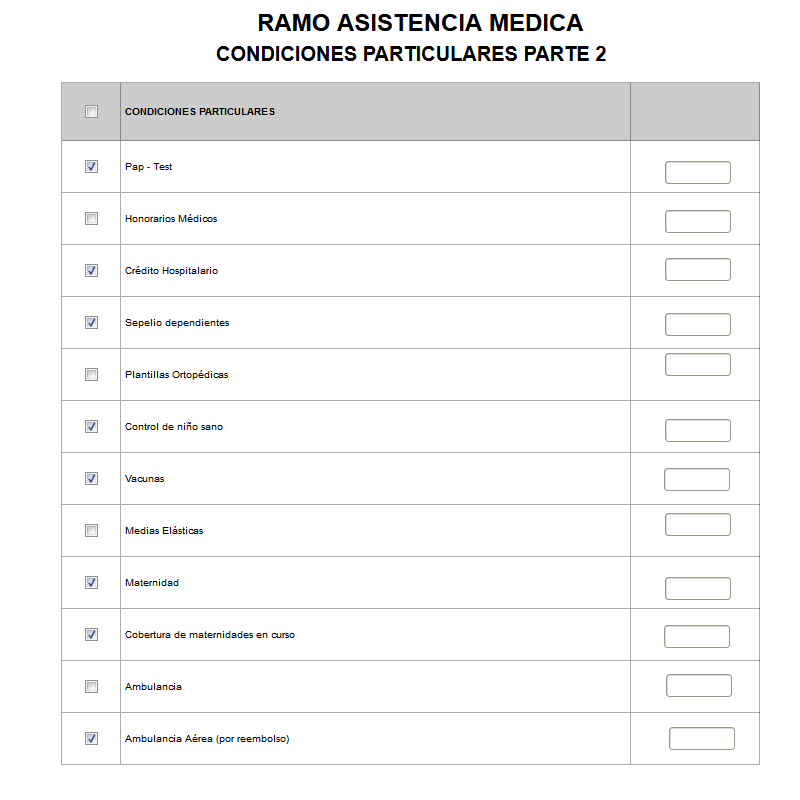 RAMO ASISTENCIA MEDICA
CONDICIONES PARTICULARES PARTE 2
CONDICIONES PARTICULARES
Pap - Test
Honorarios Médicos
Crédito Hospitalario
Sepelio dependientes
Plantillas Ortopédicas
Control de niño sano
Vacunas
Medias Elásticas
Maternidad
Cobertura de maternidades en curso
Ambulancia
Ambulancia Aérea (por reembolso)